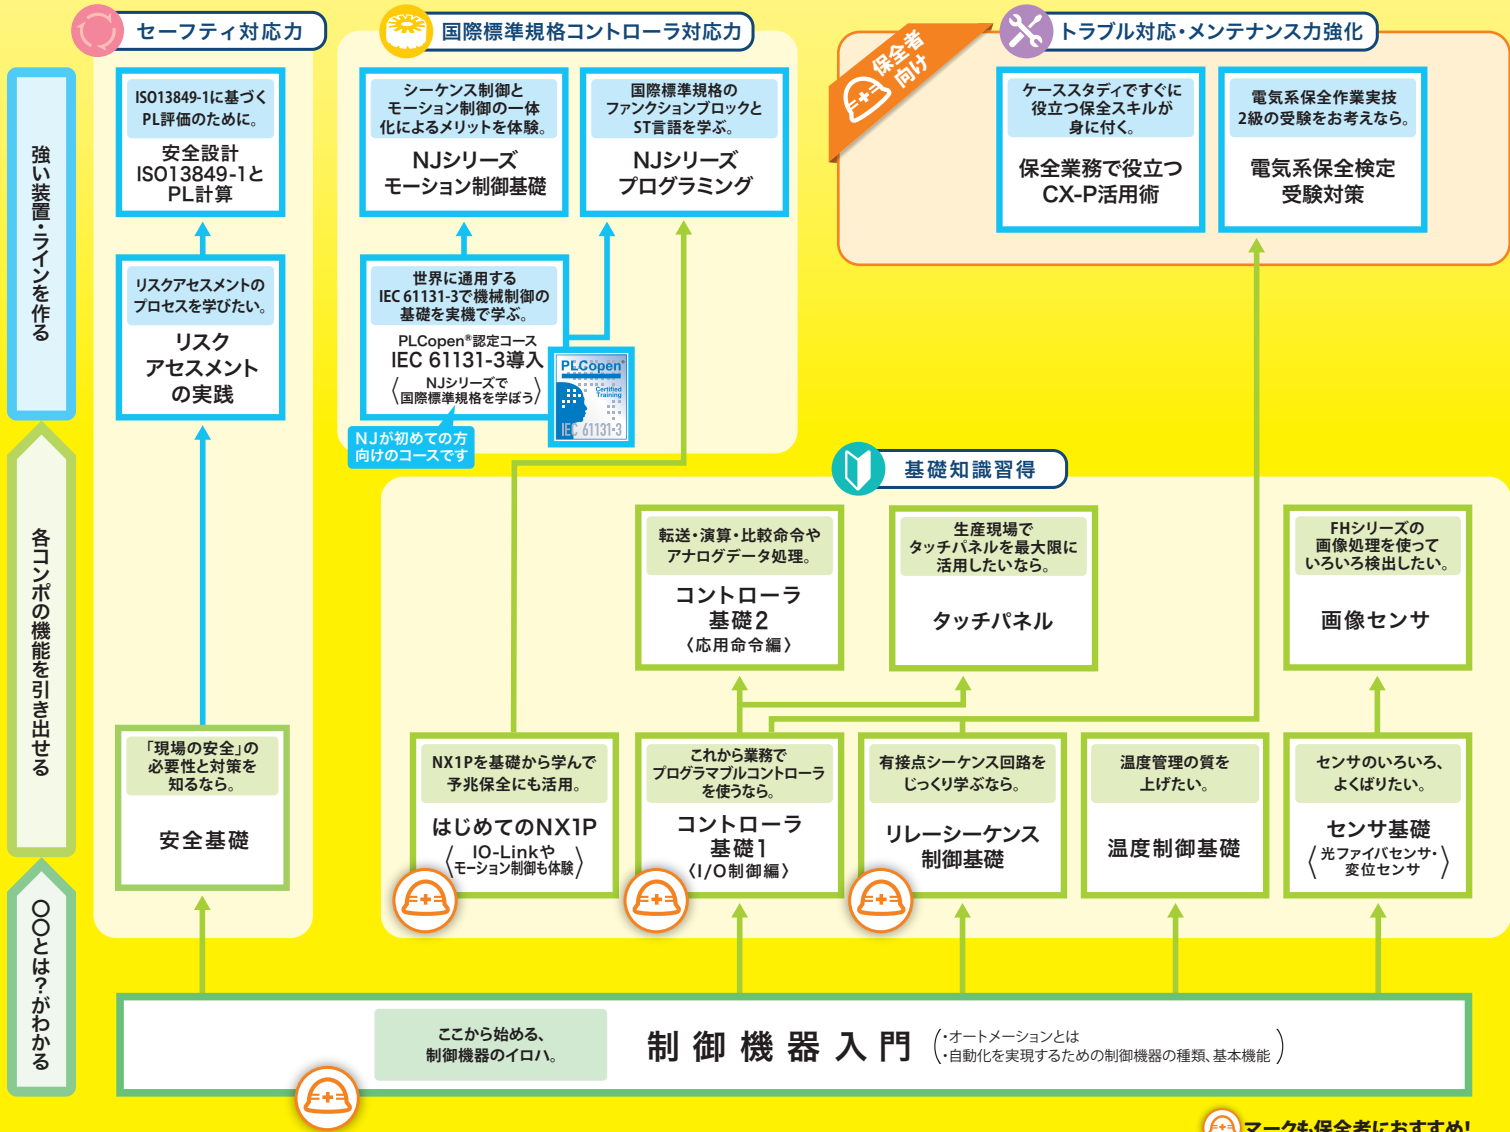 セーフティ対応力
国際標準規格コントローラ対応力
トラブル対応・メンテナンス力強化
保全者
向け
強い装置・ラインを作る
各コンポの機能を引き出せる
〇〇とは?がわかる
ISO13849-1に基づく
PL評価のために。
安全設計
ISO13849-1と
PL計算
リスクアセスメントの
プロセスを学びたい。
リスク
アセスメント
の実践
「現場の安全」の
必要性と対策を
知るなら。
安全基礎
シーケンス制御と
モーション制御の一体
化によるメリットを体験。
NJシリーズ
モーション制御基礎
国際標準規格の
ファンクションブロックと
ST言語を学ぶ。
NJシリーズ
プログラミング
世界に通用する
IEC 61131-3で機械制御の
基礎を実機で学ぶ。
PLCopen®認定コース
IEC 61131-3導入
〈NJシリーズで
国際標準規格を学ぼう〉
PLCopen®
Certified
Training
IEC 61131-3
NJが初めての方
向けのコースです
ケーススタディですぐに
役立つ保全スキルが
身に付く。
保全業務で役立つ
CX-P活用術
電気系保全作業実技
2級の受験をお考えなら。
電気系保全検定
受験対策
基礎知識習得
転送・演算・比較命令や
アナログデータ処理。
コントローラ
基礎2
〈応用命令編〉
生産現場で
タッチパネルを最大限に
活用したいなら。
タッチパネル
FHシリーズの
画像処理を使って
いろいろ検出したい。
画像センサ
NX1Pを基礎から学んで
予兆保全にも活用。
はじめてのNX1P
〈IO-Linkや
モーション制御も体験〉
これから業務で
プログラマブルコントローラ
を使うなら。
コントローラ
基礎1
〈I/O制御編〉
有接点シーケンス回路を
じっくり学ぶなら。
リレーシーケンス
制御基礎
温度管理の質を
上げたい。
温度制御基礎
センサのいろいろ、
よくばりたい。
センサ基礎
〈光ファイバセンサ・
変位センサ〉
ここから始める、
制御機器のイロハ。
制御機器入門
(・オートメーションとは
・自動化を実現するための制御機器の種類、基本機能)
マークも保全者におすすめ!